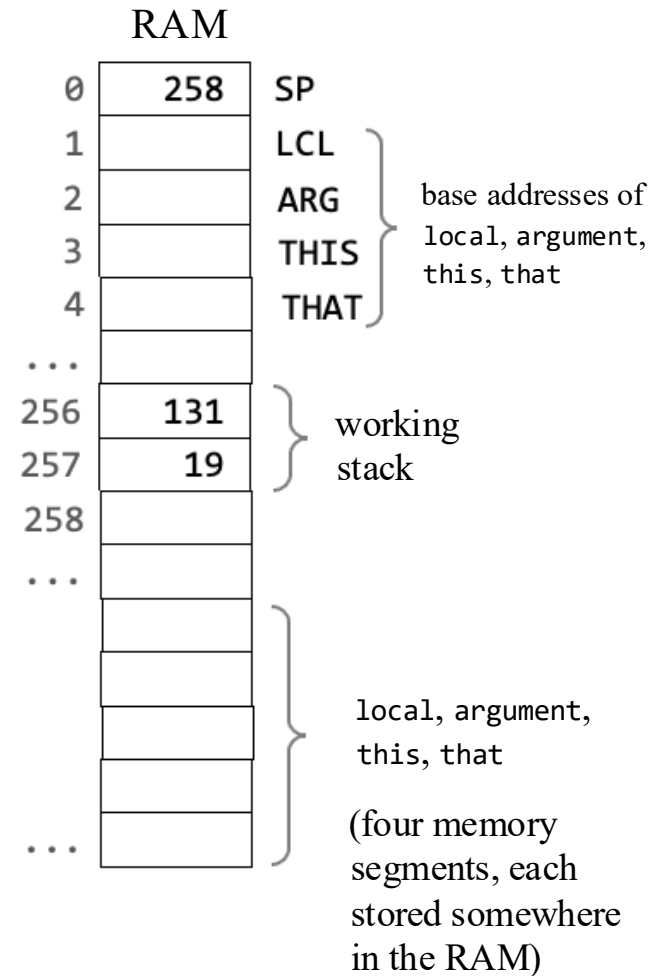 RAM
0 258 SP
1 LCL
2 ARG
3 THIS
4 THAT
base addresses of
local, argument,
this, that
...
256 131
257 19
working
stack
258
...
local, argument,
this, that
(four memory
segments, each
stored somewhere
in the RAM)
...